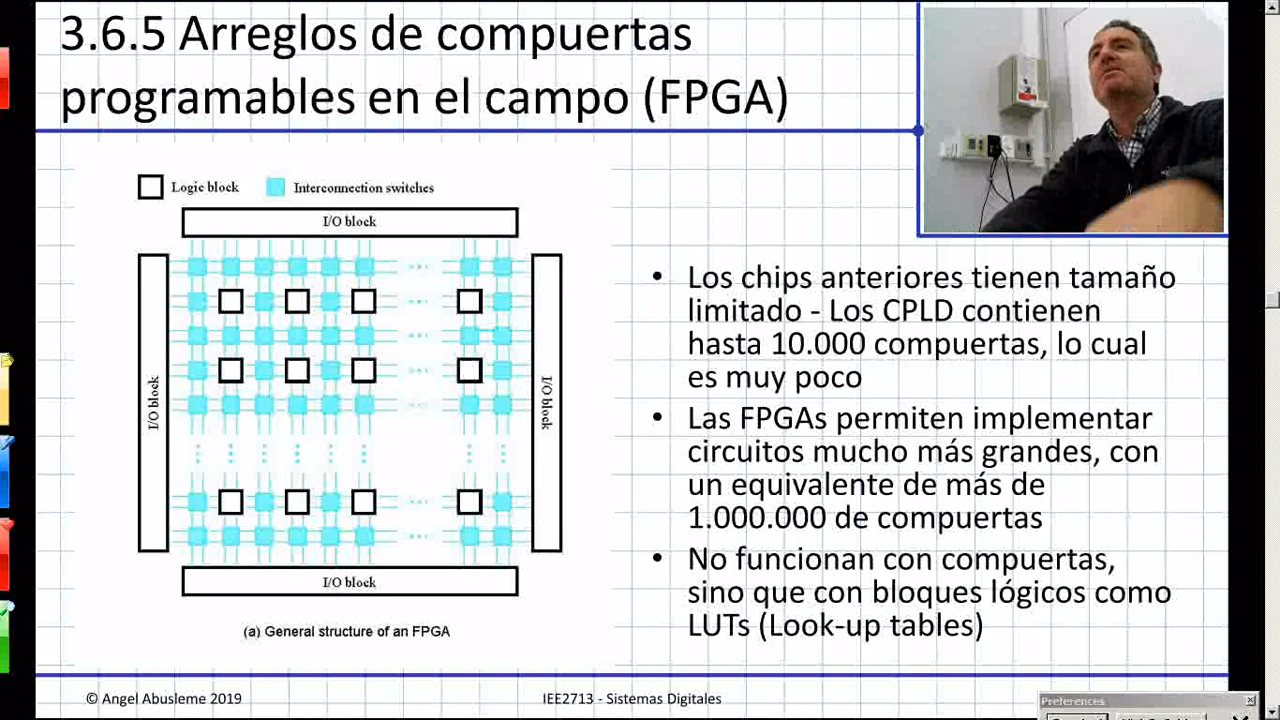 3.6.5 Arreglos de compuertas
programables en el campo (FPGA)
Logic block
Interconnection switches
I/O block
I/O block
I/O block
I/O block
(a) General structure of an FPGA
• Los chips anteriores tienen tamaño
limitado - Los CPLD contienen
hasta 10.000 compuertas, lo cual
es muy poco
• Las FPGAs permiten implementar
circuitos mucho más grandes, con
un equivalente de más de
1.000.000 de compuertas
• No funcionan con compuertas,
sino que con bloques lógicos como
LUTs (Look-up tables)
© Angel Abusleme 2019
IEE2713 - Sistemas Digitales
Preferences